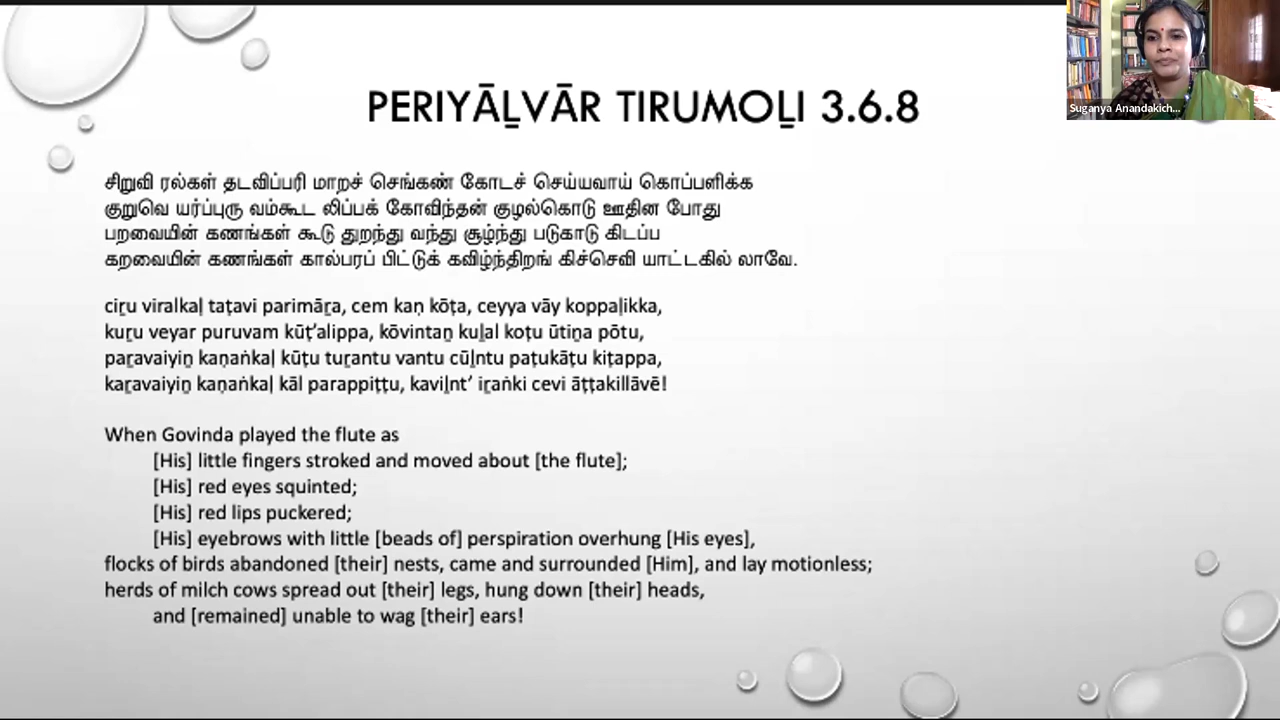 PERIYĀḺVĀR TIRUMOḺI 3.6.8
Suganya Anandakich...
சிறுவி ரல்கள் தடவிப்பரி மாறச் செங்கண் கோடச் செய்யவாய் கொப்பளிக்க
குறுவெ யர்ப்புரு வம்கூட லிப்பக் கோவிந்தன் குழல்கொடு ஊதின போது
பறவையின் கணங்கள் கூடு துறந்து வந்து சூழ்ந்து படுகாடு கிடப்ப
கறவையின் கணங்கள் கால்பரப் பிட்டுக் கவிழ்ந்திறங் கிச்செவி யாட்டகில் லாவே.
ciṟu viralkaḷ taṭavi parimāṟa, cem kaṇ kōṭa, ceyya vāy koppaḷikka,
kuṟu veyar puruvam kūṭ’alippa, kōvintaṉ kuḻal koṭu ūtiṉa pōtu,
paṟavaiyiṉ kaṇaṅkaḷ kūṭu tuṟantu vantu cūḻntu paṭukāṭu kiṭappa,
kaṟavaiyiṉ kaṇaṅkaḷ kāl parappiṭṭu, kaviḻnt’ iṟaṅki cevi āṭṭakillāvē!
When Govinda played the flute as
[His] little fingers stroked and moved about [the flute];
[His] red eyes squinted;
[His] red lips puckered;
[His] eyebrows with little [beads of] perspiration overhung [His eyes],
flocks of birds abandoned [their] nests, came and surrounded [Him], and lay motionless;
herds of milch cows spread out [their] legs, hung down [their] heads,
and [remained] unable to wag [their] ears!